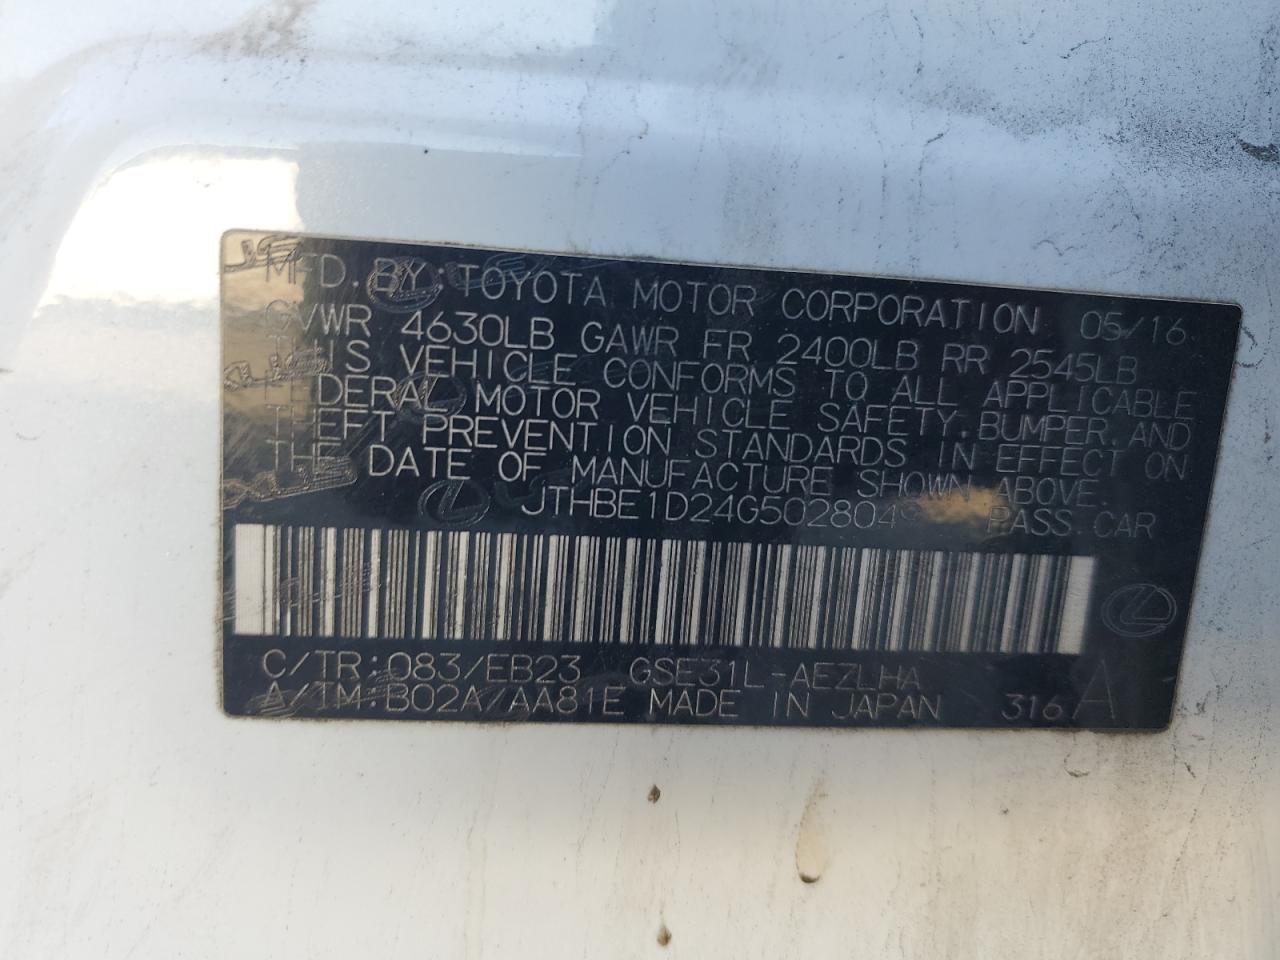 MFD. BY: TOYOTA MOTOR CORPORATION 05/16
GVWR 4630LB GAWR FR 2400LB RR 2545LB
THIS VEHICLE CONFORMS TO ALL APPLICABLE
FEDERAL MOTOR VEHICLE SAFETY, BUMPER, AND
THEFT PREVENTION STANDARDS IN EFFECT ON
THE DATE OF MANUFACTURE SHOWN ABOVE.
JTHBE1D24G5028049 PASS.CAR
C/TR:083/EB23 GSE31L-AEZLHA
A/TM:B02A/AA81E MADE IN JAPAN 316 A